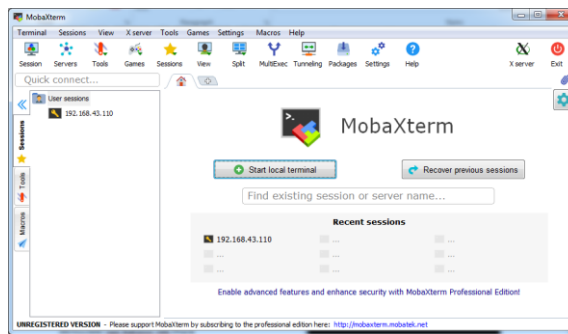 MobaXterm
Terminal Sessions View X server Tools Games Settings Macros Help
Session Servers Tools Games Sessions View Split MultiExec Tunneling Packages Settings Help X server Exit
Quick connect...
User sessions
192.168.43.110
Sessions
Tools
Macros
>_
MobaXterm
Start local terminal
Recover previous sessions
Find existing session or server name...
Recent sessions
192.168.43.110 ... ...
... ... ...
... ... ...
Enable advanced features and enhance security with MobaXterm Professional Edition!
UNREGISTERED VERSION - Please support MobaXterm by subscribing to the professional edition here: http://mobaxterm.mobatek.net